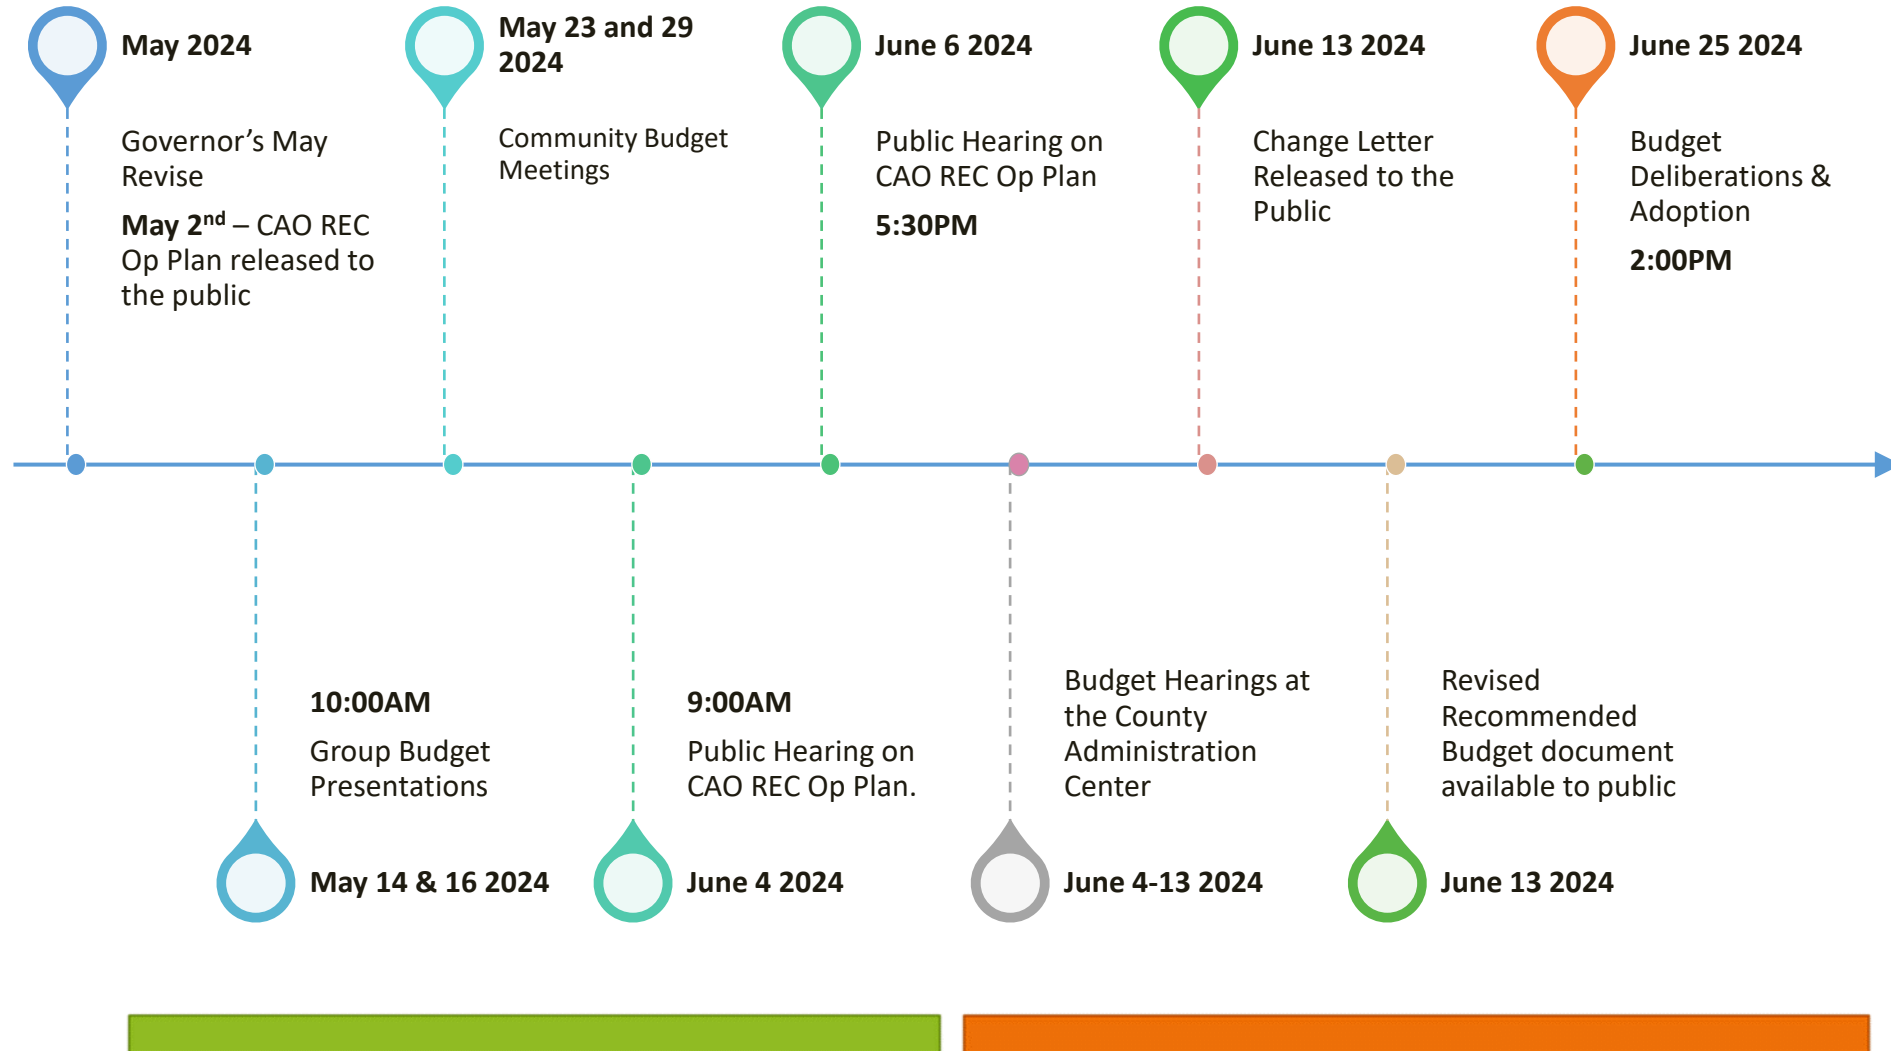 May 2024
Governor’s May
Revise
May 2nd – CAO REC
Op Plan released to
the public
May 23 and 29
2024
Community Budget
Meetings
June 6 2024
Public Hearing on
CAO REC Op Plan
5:30PM
June 13 2024
Change Letter
Released to the
Public
June 25 2024
Budget
Deliberations &
Adoption
2:00PM
10:00AM
Group Budget
Presentations
May 14 & 16 2024
9:00AM
Public Hearing on
CAO REC Op Plan.
June 4 2024
Budget Hearings at
the County
Administration
Center
June 4-13 2024
Revised
Recommended
Budget document
available to public
June 13 2024